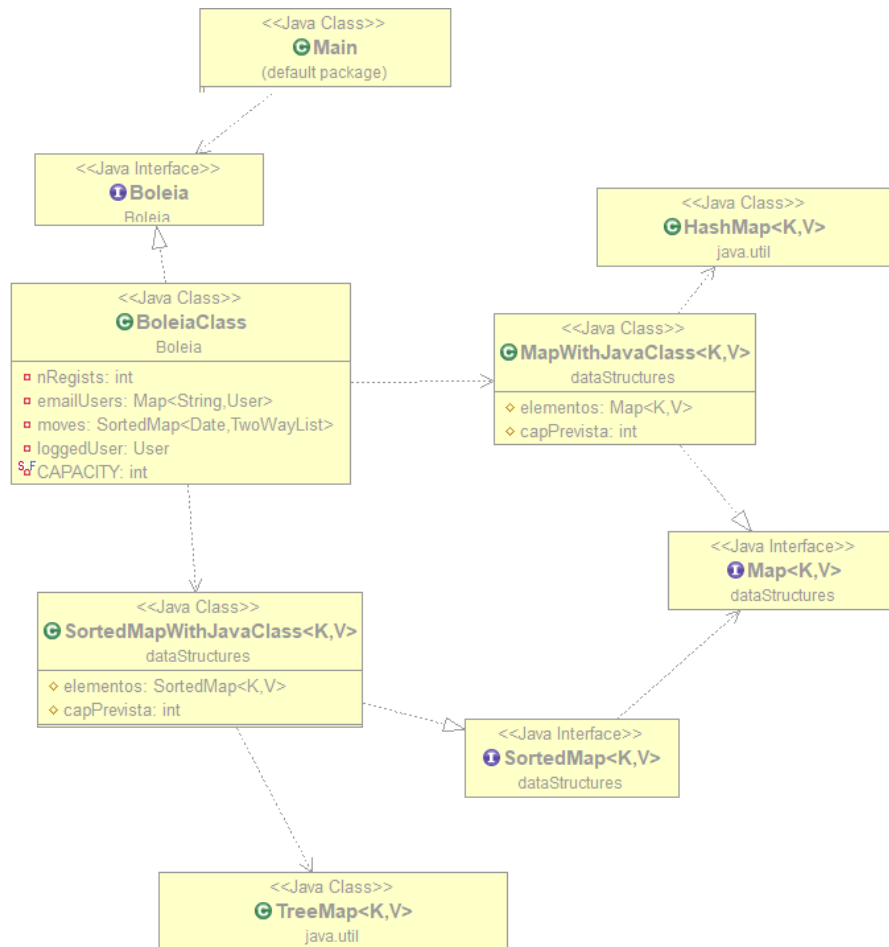 <<Java Class>>
Main
(default package)
<<Java Interface>>
Boleia
Boleia
<<Java Class>>
HashMap<K,V>
java.util
<<Java Class>>
BoleiaClass
Boleia
nRegists: int
emailUsers: Map<String,User>
moves: SortedMap<Date,TwoWayList>
loggedUser: User
CAPACITY: int
<<Java Class>>
MapWithJavaClass<K,V>
dataStructures
elementos: Map<K,V>
capPrevista: int
<<Java Interface>>
Map<K,V>
dataStructures
<<Java Class>>
SortedMapWithJavaClass<K,V>
dataStructures
elementos: SortedMap<K,V>
capPrevista: int
<<Java Interface>>
SortedMap<K,V>
dataStructures
<<Java Class>>
TreeMap<K,V>
java.util